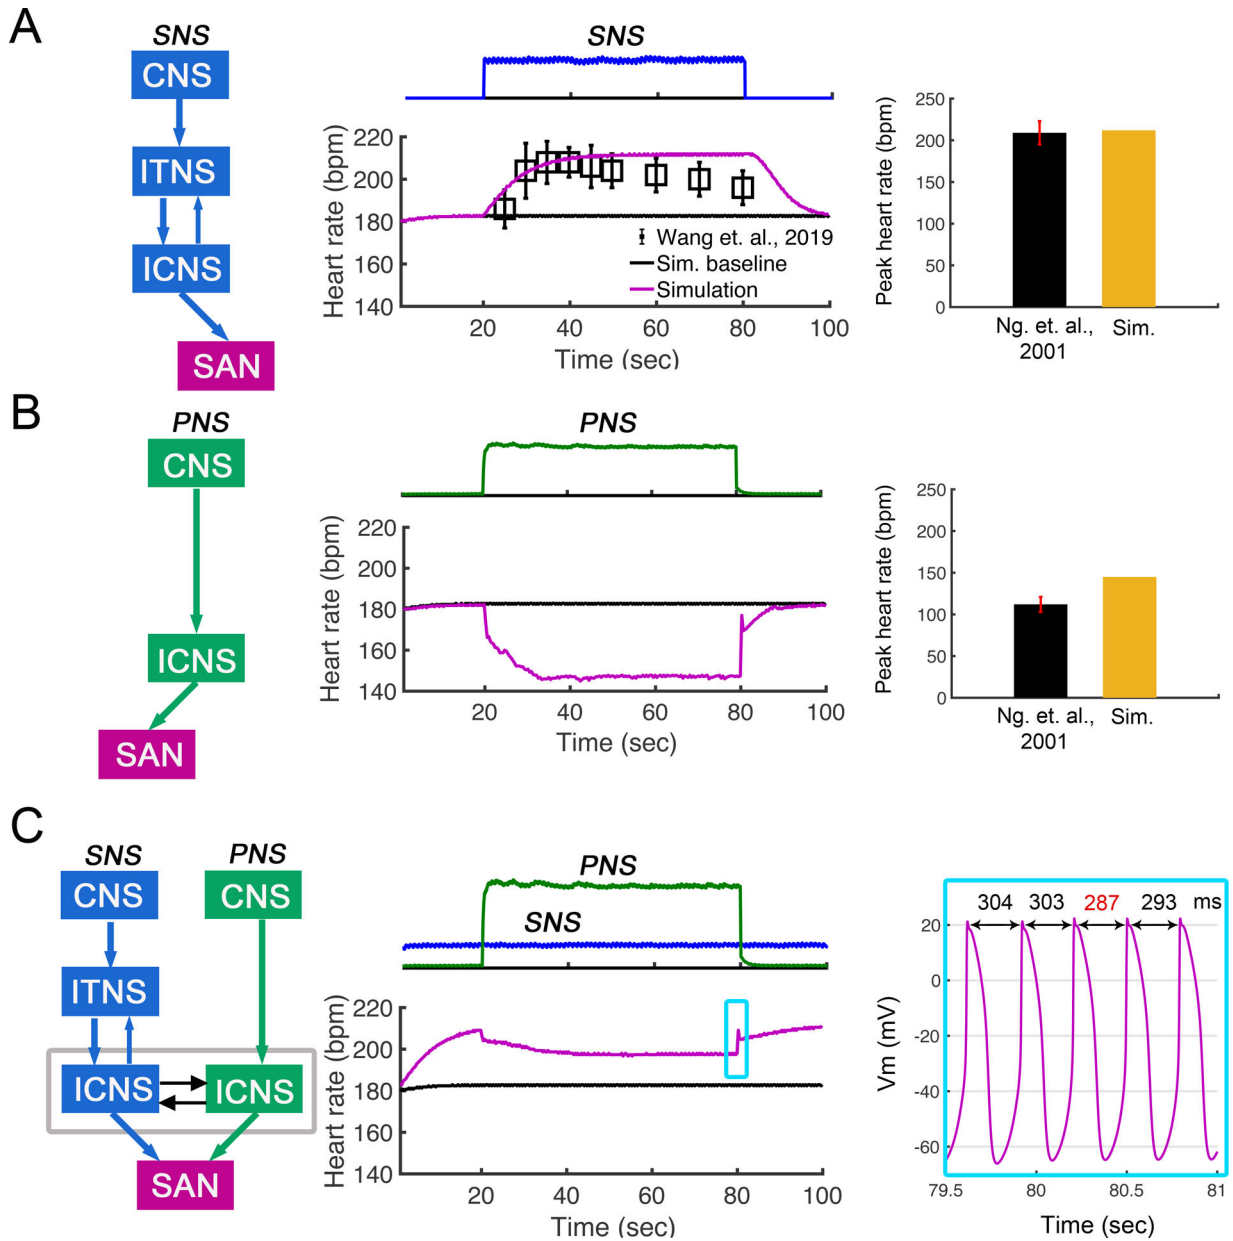 A
SNS
CNS
ITNS
ICNS
SAN
SNS
220
200
180
160
140
Heart rate (bpm)
Wang et. al., 2019
Sim. baseline
Simulation
20 40 60 80 100
Time (sec)
250
200
150
100
50
0
Peak heart rate (bpm)
Ng. et. al., Sim.
2001
B
PNS
CNS
ICNS
SAN
PNS
220
200
180
160
140
Heart rate (bpm)
20 40 60 80 100
Time (sec)
250
200
150
100
50
0
Peak heart rate (bpm)
Ng. et. al., Sim.
2001
C
SNS PNS
CNS CNS
ITNS
ICNS ICNS
SAN
PNS
SNS
220
200
180
160
140
Heart rate (bpm)
20 40 60 80 100
Time (sec)
304 303 287 293 ms
20
0
-20
-40
-60
Vm (mV)
79.5 80 80.5 81
Time (sec)